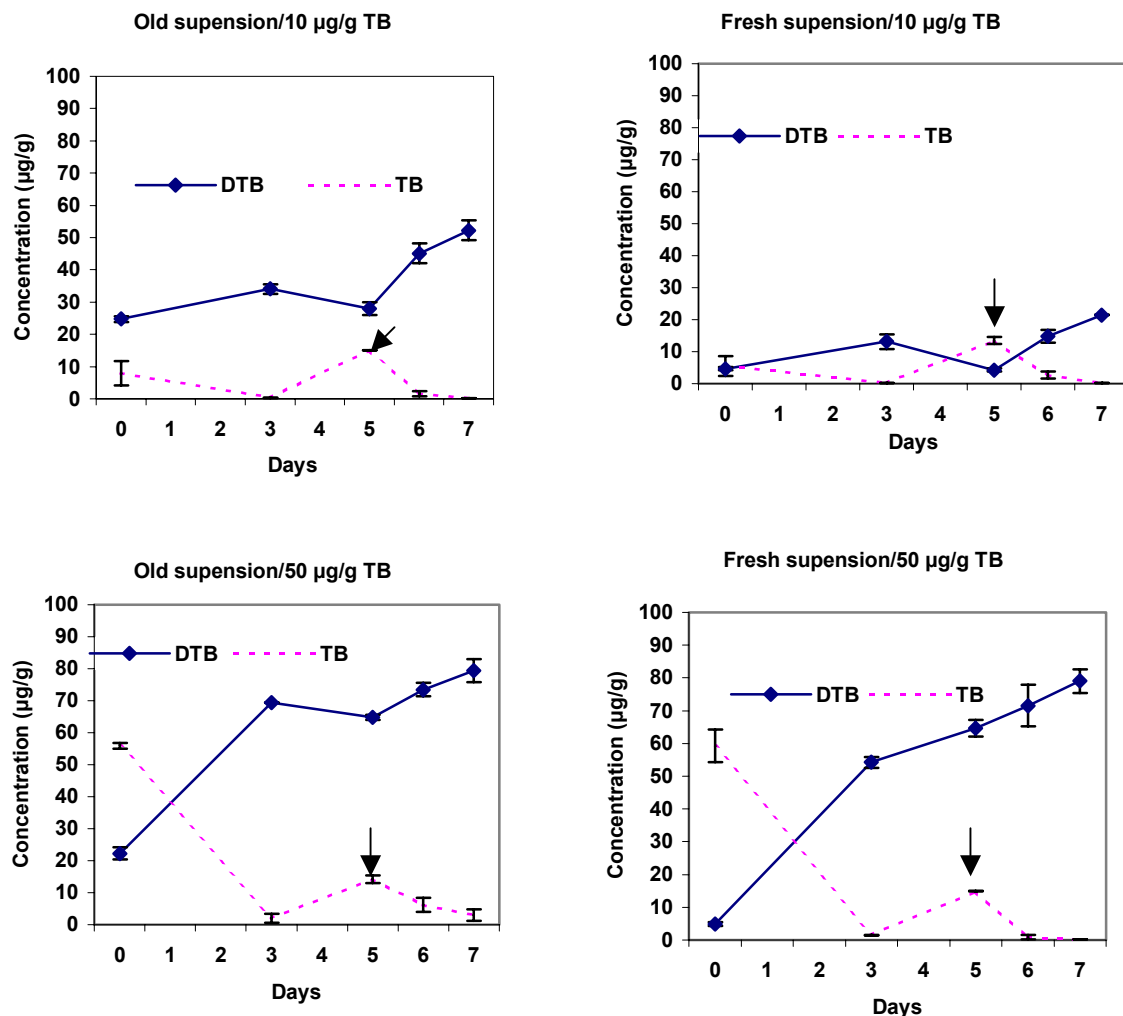 Old supension/10 µg/g TB
Concentration (µg/g)
100
90
80
70
60
50
40
30
20
10
0
DTB TB
0 1 2 3 4 5 6 7
Days
Fresh supension/10 µg/g TB
Concentration (µg/g)
100
90
80
70
60
50
40
30
20
10
0
DTB TB
0 1 2 3 4 5 6 7
Days
Old supension/50 µg/g TB
Concentration (µg/g)
100
90
80
70
60
50
40
30
20
10
0
DTB TB
0 1 2 3 4 5 6 7
Days
Fresh supension/50 µg/g TB
Concentration (µg/g)
100
90
80
70
60
50
40
30
20
10
0
DTB TB
0 1 2 3 4 5 6 7
Days